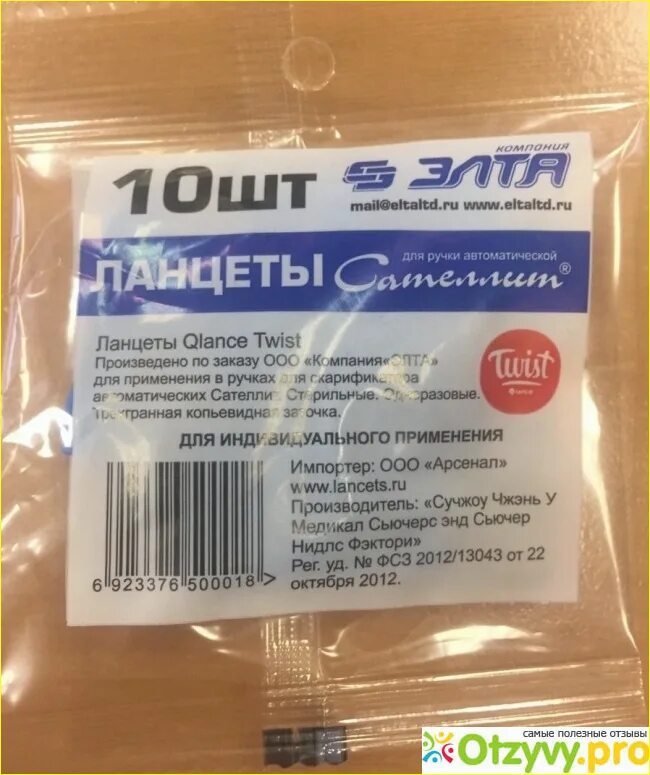 10шт
компания
ЭЛТА
mail@eltaltd.ru www.eltaltd.ru
ЛАНЦЕТЫ
для ручки автоматической
Сателлит®
Ланцеты Qlance Twist
Произведено по заказу ООО «Компания«ЭЛТА»
для применения в ручках для скарификатора
автоматических Сателлит. Стерильные. Одноразовые.
Трехгранная копьевидная заточка.
Twist
Qlance
ДЛЯ ИНДИВИДУАЛЬНОГО ПРИМЕНЕНИЯ
Импортер: ООО «Арсенал»
www.lancets.ru
Производитель: «Сучжоу Чжэнь У
Медикал Сьючерс энд Сьючер
Нидлс Фэктори»
Рег. уд. № ФСЗ 2012/13043 от 22
октября 2012.
6 923376 500018 >
самые полезные отзывы
Otzyvy.pro